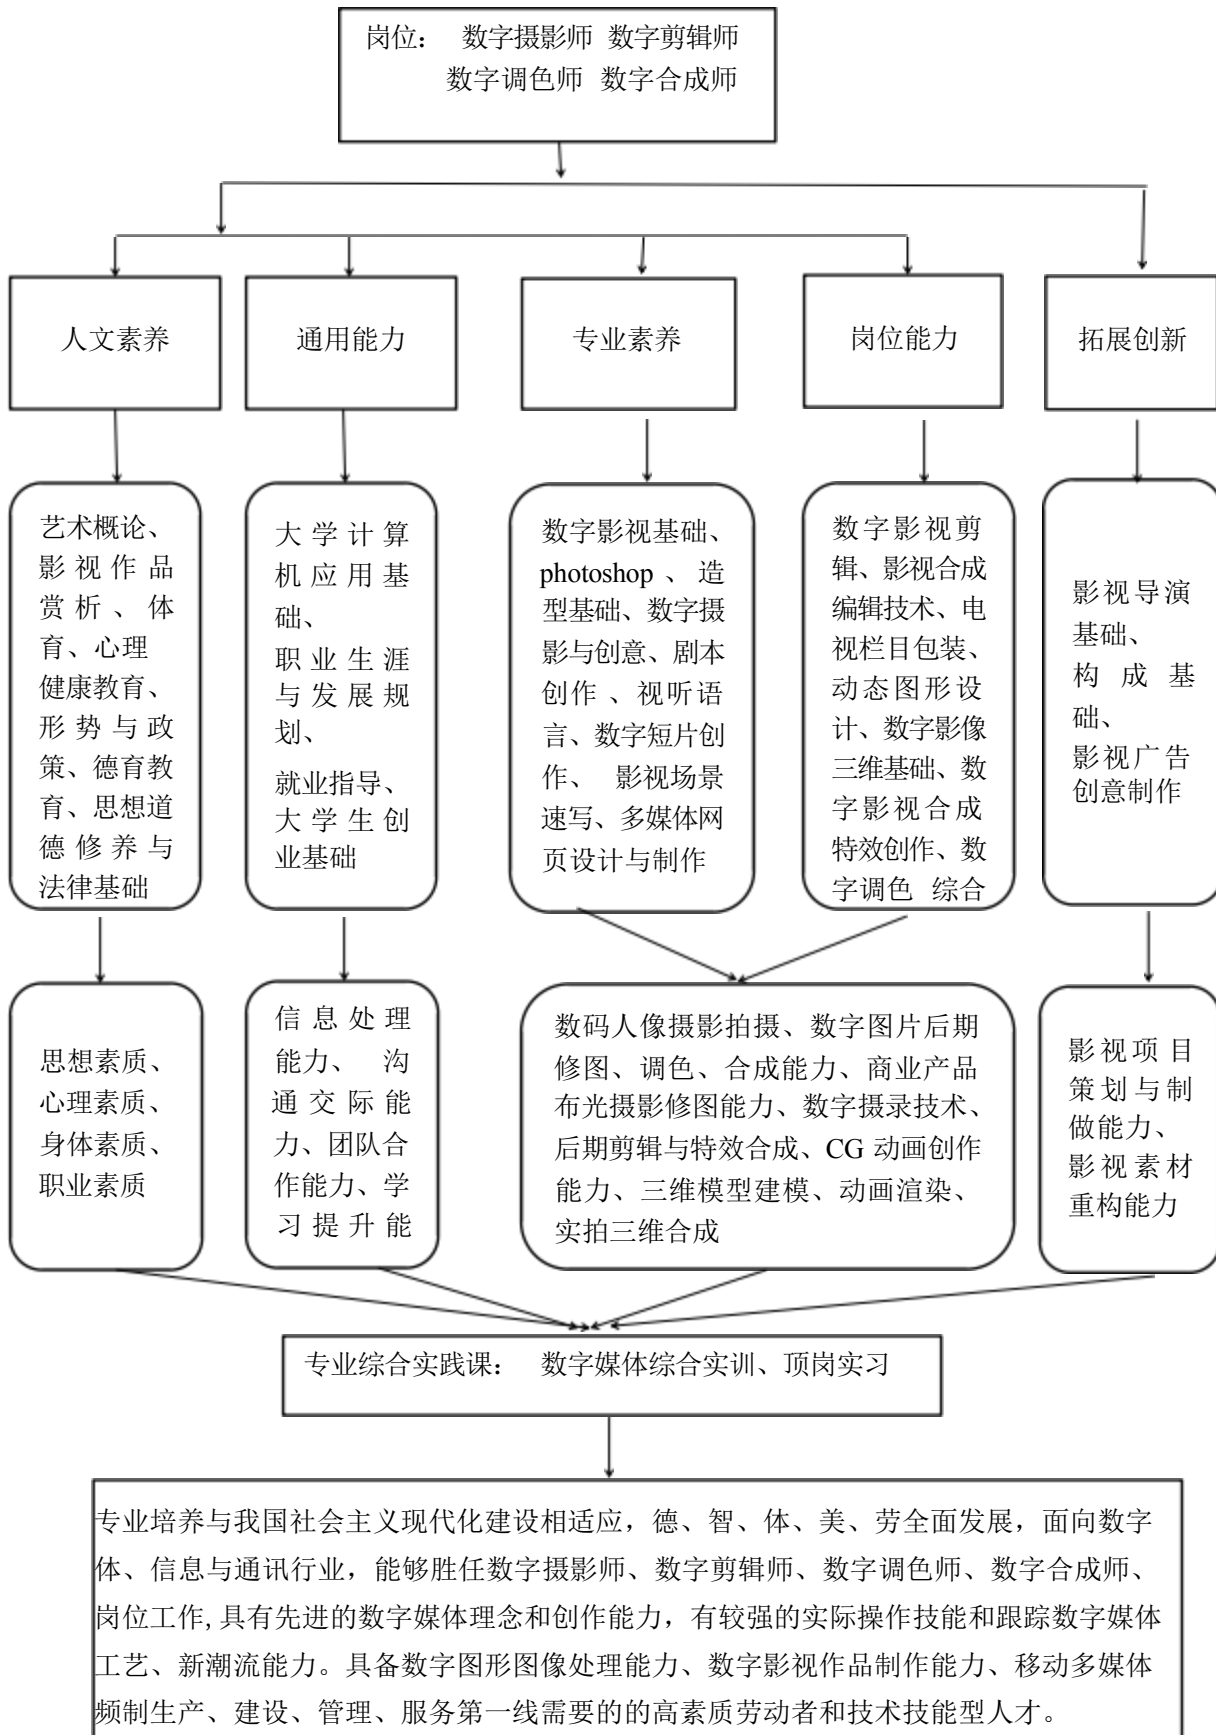 岗位： 数字摄影师 数字剪辑师
数字调色师 数字合成师
人文素养
通用能力
专业素养
岗位能力
拓展创新
艺术概论、
影视作品
赏析、体
育、心理
健康教育、
形势与政
策、德育教
育、思想道
德修养与
法律基础
大学计算
机应用基
础、
职业生涯
与发展规
划、
就业指导、
大学生创
业基础
数字影视基础、
photoshop 、造
型基础、数字摄
影与创意、剧本
创作 、视听语
言、数字短片创
作、 影视场景
速写、多媒体网
页设计与制作
数字影视剪
辑、影视合成
编辑技术、电
视栏目包装、
动态图形设
计、数字影像
三维基础、数
字影视合成
特效创作、数
字调色 综合
影视导演
基础、
构成基
础、
影视广告
创意制作
思想素质、
心理素质、
身体素质、
职业素质
信息处理
能力、 沟
通交际能
力、团队合
作能力、学
习提升能
数码人像摄影拍摄、数字图片后期
修图、调色、合成能力、商业产品
布光摄影修图能力、数字摄录技术、
后期剪辑与特效合成、CG 动画创作
能力、三维模型建模、动画渲染、
实拍三维合成
影视项目
策划与制
做能力、
影视素材
重构能力
专业综合实践课： 数字媒体综合实训、顶岗实习
专业培养与我国社会主义现代化建设相适应，德、智、体、美、劳全面发展，面向数字
体、信息与通讯行业，能够胜任数字摄影师、数字剪辑师、数字调色师、数字合成师、
岗位工作,具有先进的数字媒体理念和创作能力，有较强的实际操作技能和跟踪数字媒体
工艺、新潮流能力。具备数字图形图像处理能力、数字影视作品制作能力、移动多媒体
频制生产、建设、管理、服务第一线需要的的高素质劳动者和技术技能型人才。